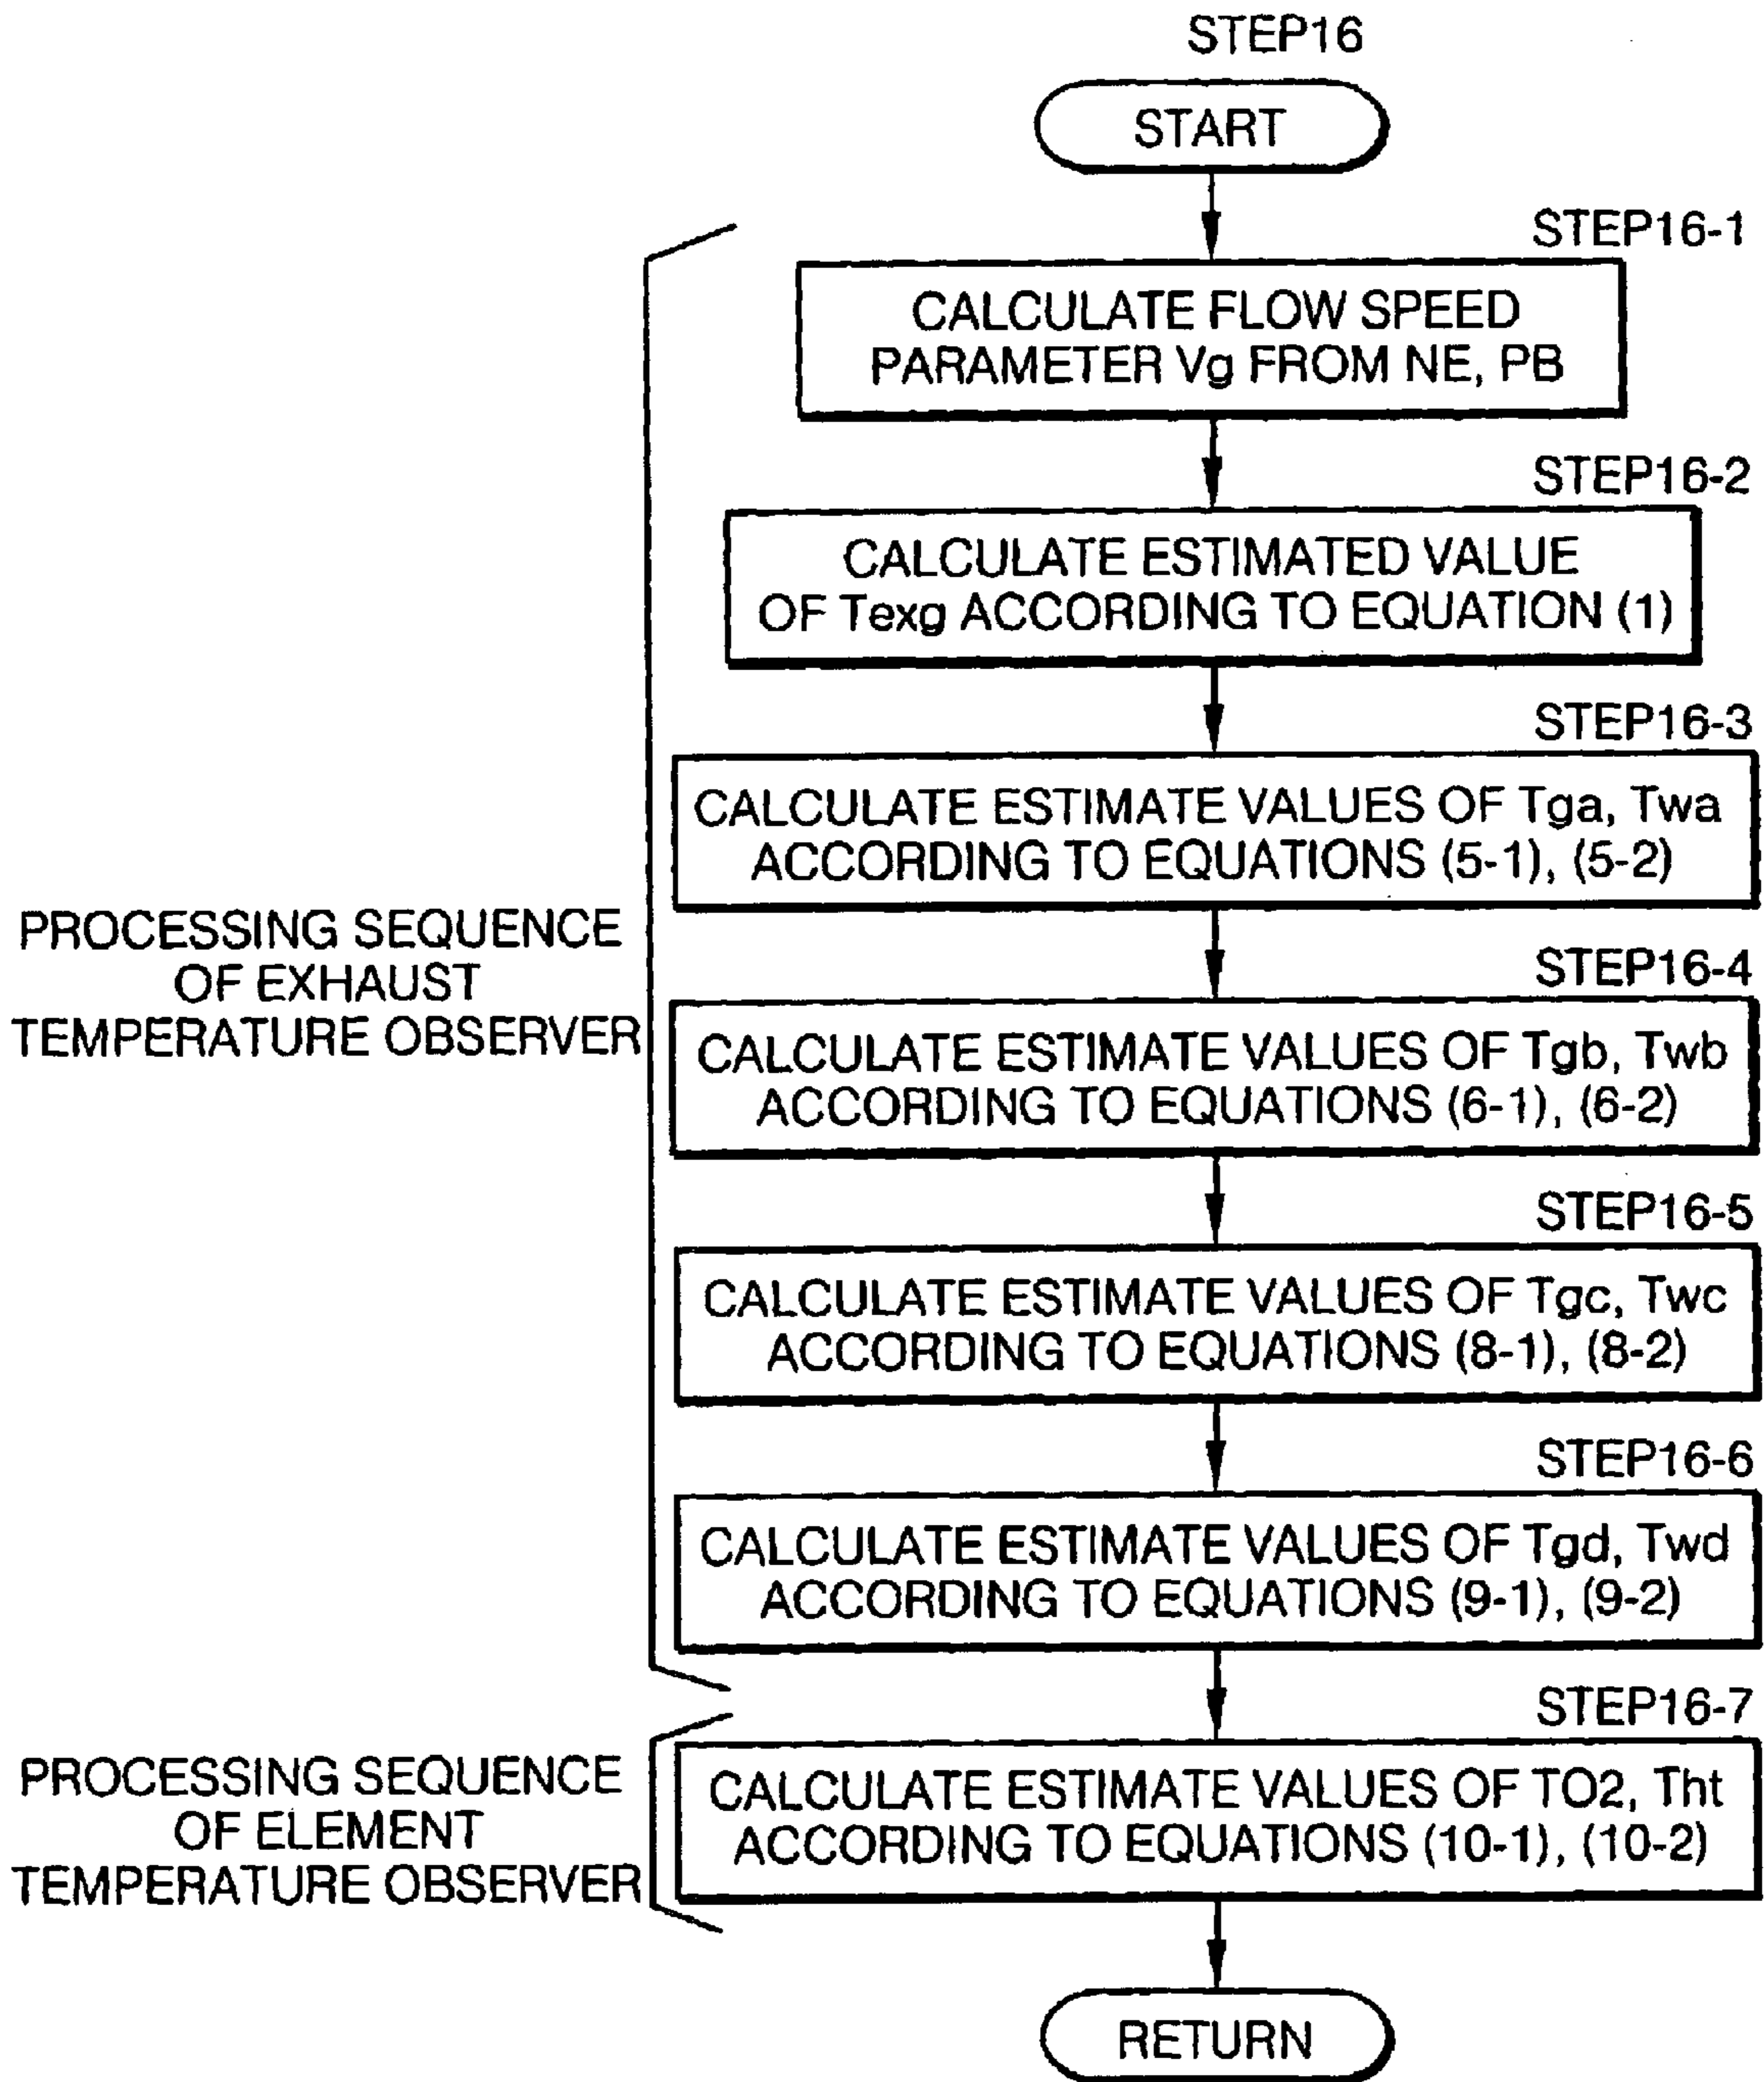 STEP16
START
STEP16-1
CALCULATE FLOW SPEED
PARAMETER Vg FROM NE, PB
STEP16-2
CALCULATE ESTIMATED VALUE
OF Texg ACCORDING TO EQUATION (1)
STEP16-3
CALCULATE ESTIMATE VALUES OF Tga, Twa
ACCORDING TO EQUATIONS (5-1), (5-2)
PROCESSING SEQUENCE
OF EXHAUST
TEMPERATURE OBSERVER
STEP16-4
CALCULATE ESTIMATE VALUES OF Tgb, Twb
ACCORDING TO EQUATIONS (6-1), (6-2)
STEP16-5
CALCULATE ESTIMATE VALUES OF Tgc, Twc
ACCORDING TO EQUATIONS (8-1), (8-2)
STEP16-6
CALCULATE ESTIMATE VALUES OF Tgd, Twd
ACCORDING TO EQUATIONS (9-1), (9-2)
STEP16-7
PROCESSING SEQUENCE
OF ELEMENT
TEMPERATURE OBSERVER
CALCULATE ESTIMATE VALUES OF TO2, Tht
ACCORDING TO EQUATIONS (10-1), (10-2)
RETURN